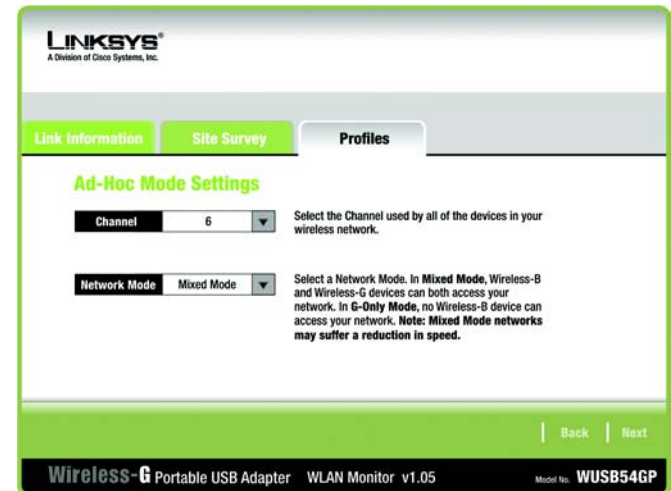 LINKSYS®
A Division of Cisco Systems, Inc.
Link Information
Site Survey
Profiles
Ad-Hoc Mode Settings
Channel
6
Select the Channel used by all of the devices in your
wireless network.
Network Mode
Mixed Mode
Select a Network Mode. In Mixed Mode, Wireless-B
and Wireless-G devices can both access your
network. In G-Only Mode, no Wireless-B device can
access your network. Note: Mixed Mode networks
may suffer a reduction in speed.
Back
Next
Wireless-G Portable USB Adapter WLAN Monitor v1.05
Model No. WUSB54GP